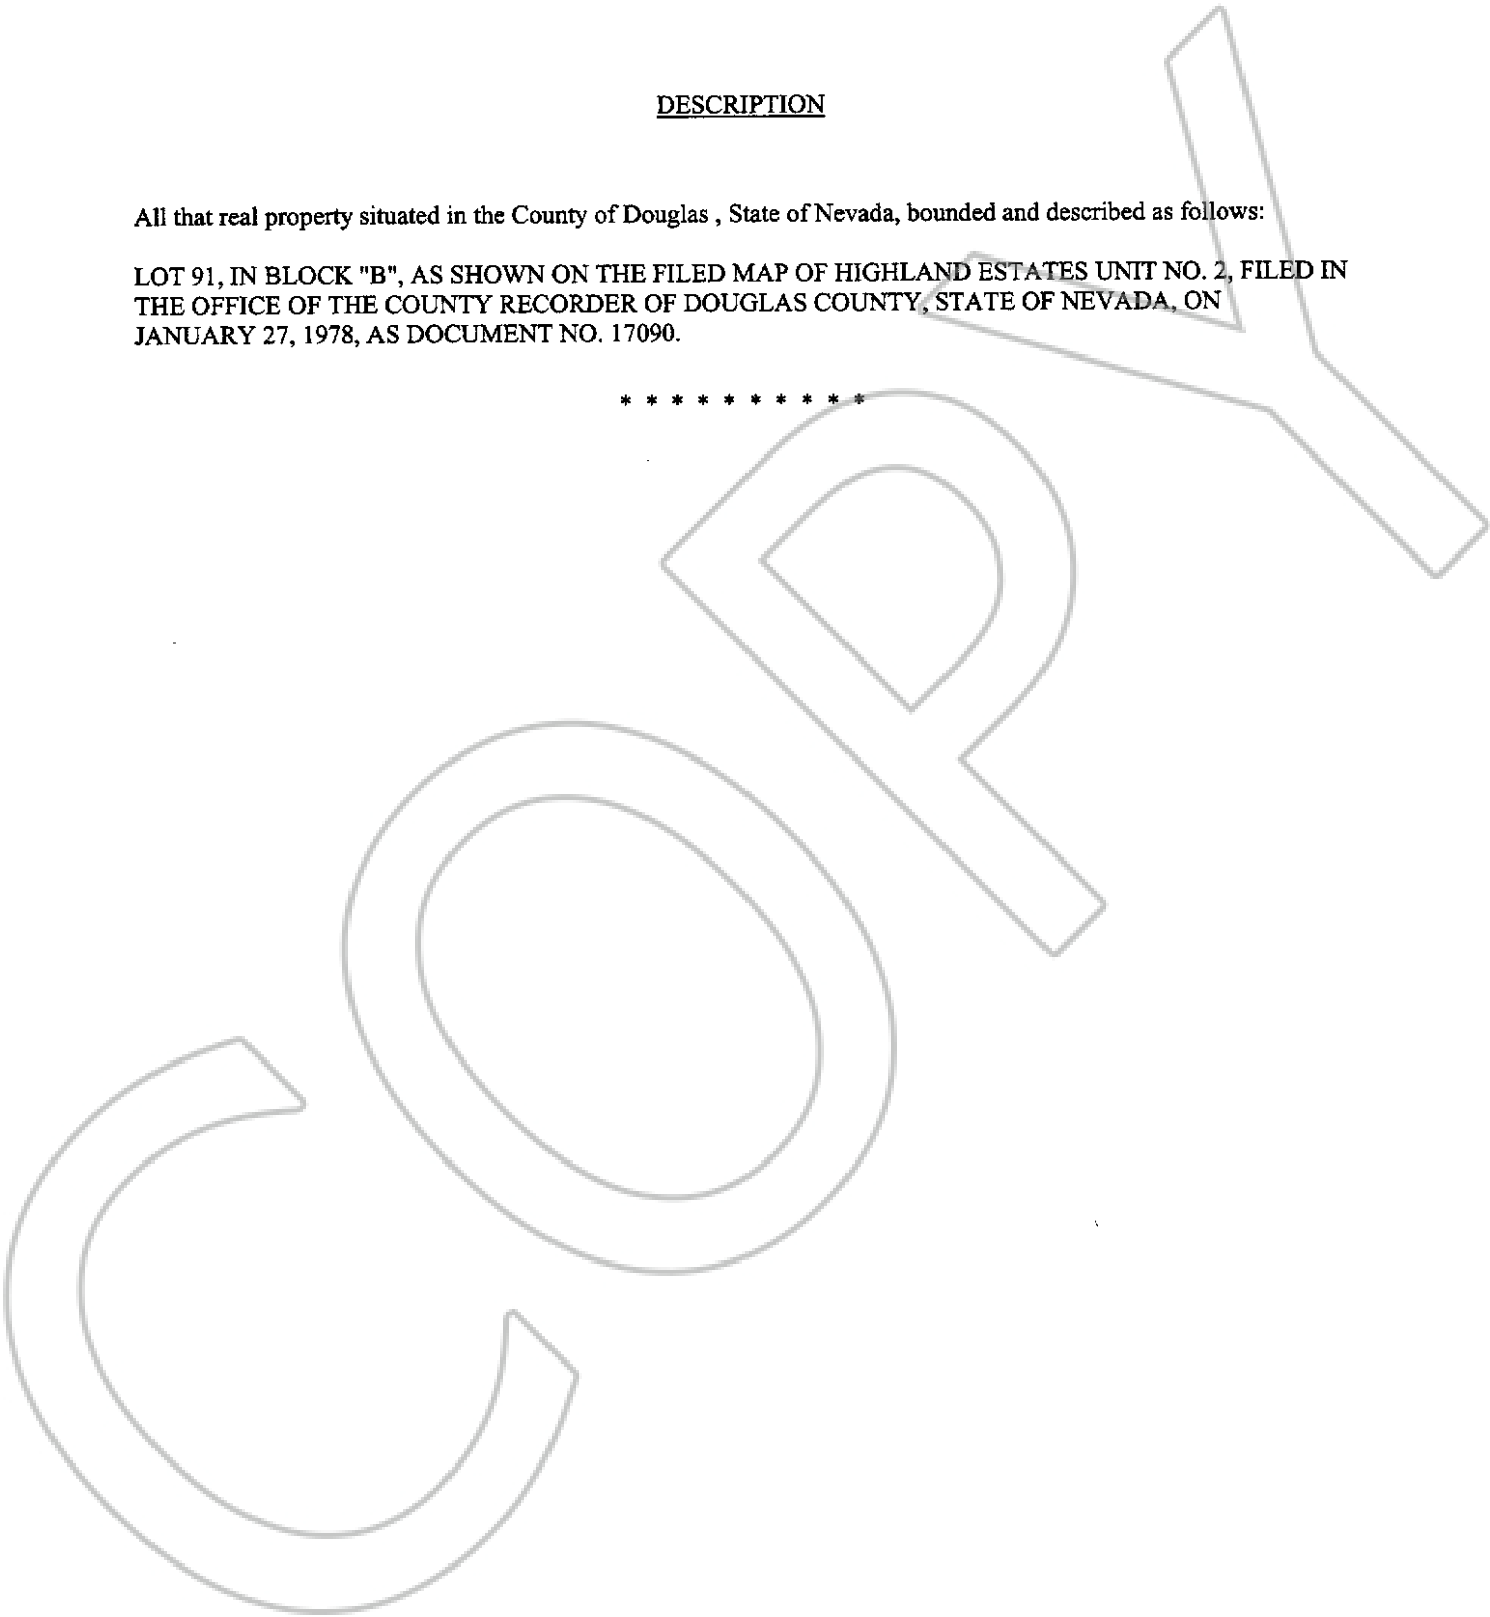 DESCRIPTION
All that real property situated in the County of Douglas , State of Nevada, bounded and described as follows:
LOT 91, IN BLOCK "B", AS SHOWN ON THE FILED MAP OF HIGHLAND ESTATES UNIT NO. 2, FILED IN
THE OFFICE OF THE COUNTY RECORDER OF DOUGLAS COUNTY, STATE OF NEVADA, ON
JANUARY 27, 1978, AS DOCUMENT NO. 17090.
* * * * * * * * * *
COPY